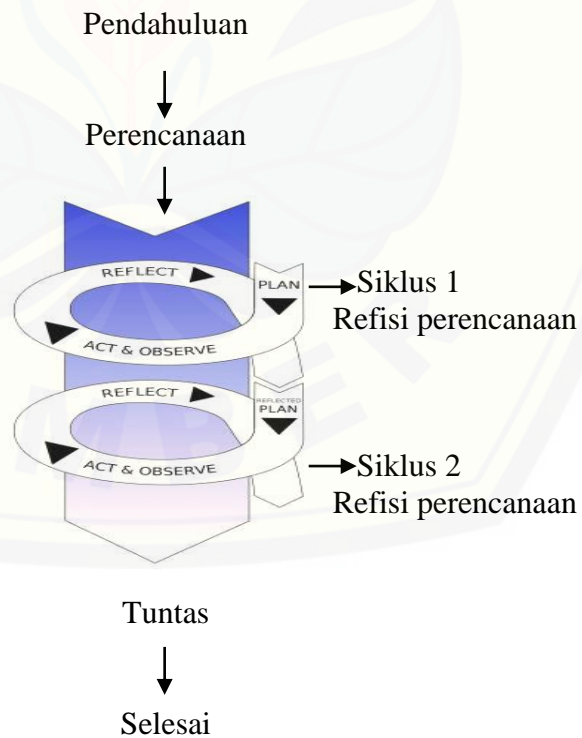 Pendahuluan
Perencanaan
REFLECT
PLAN
Siklus 1
Refisi perencanaan
ACT & OBSERVE
REFLECT
REFLECTED
PLAN
ACT & OBSERVE
Siklus 2
Refisi perencanaan
Tuntas
Selesai